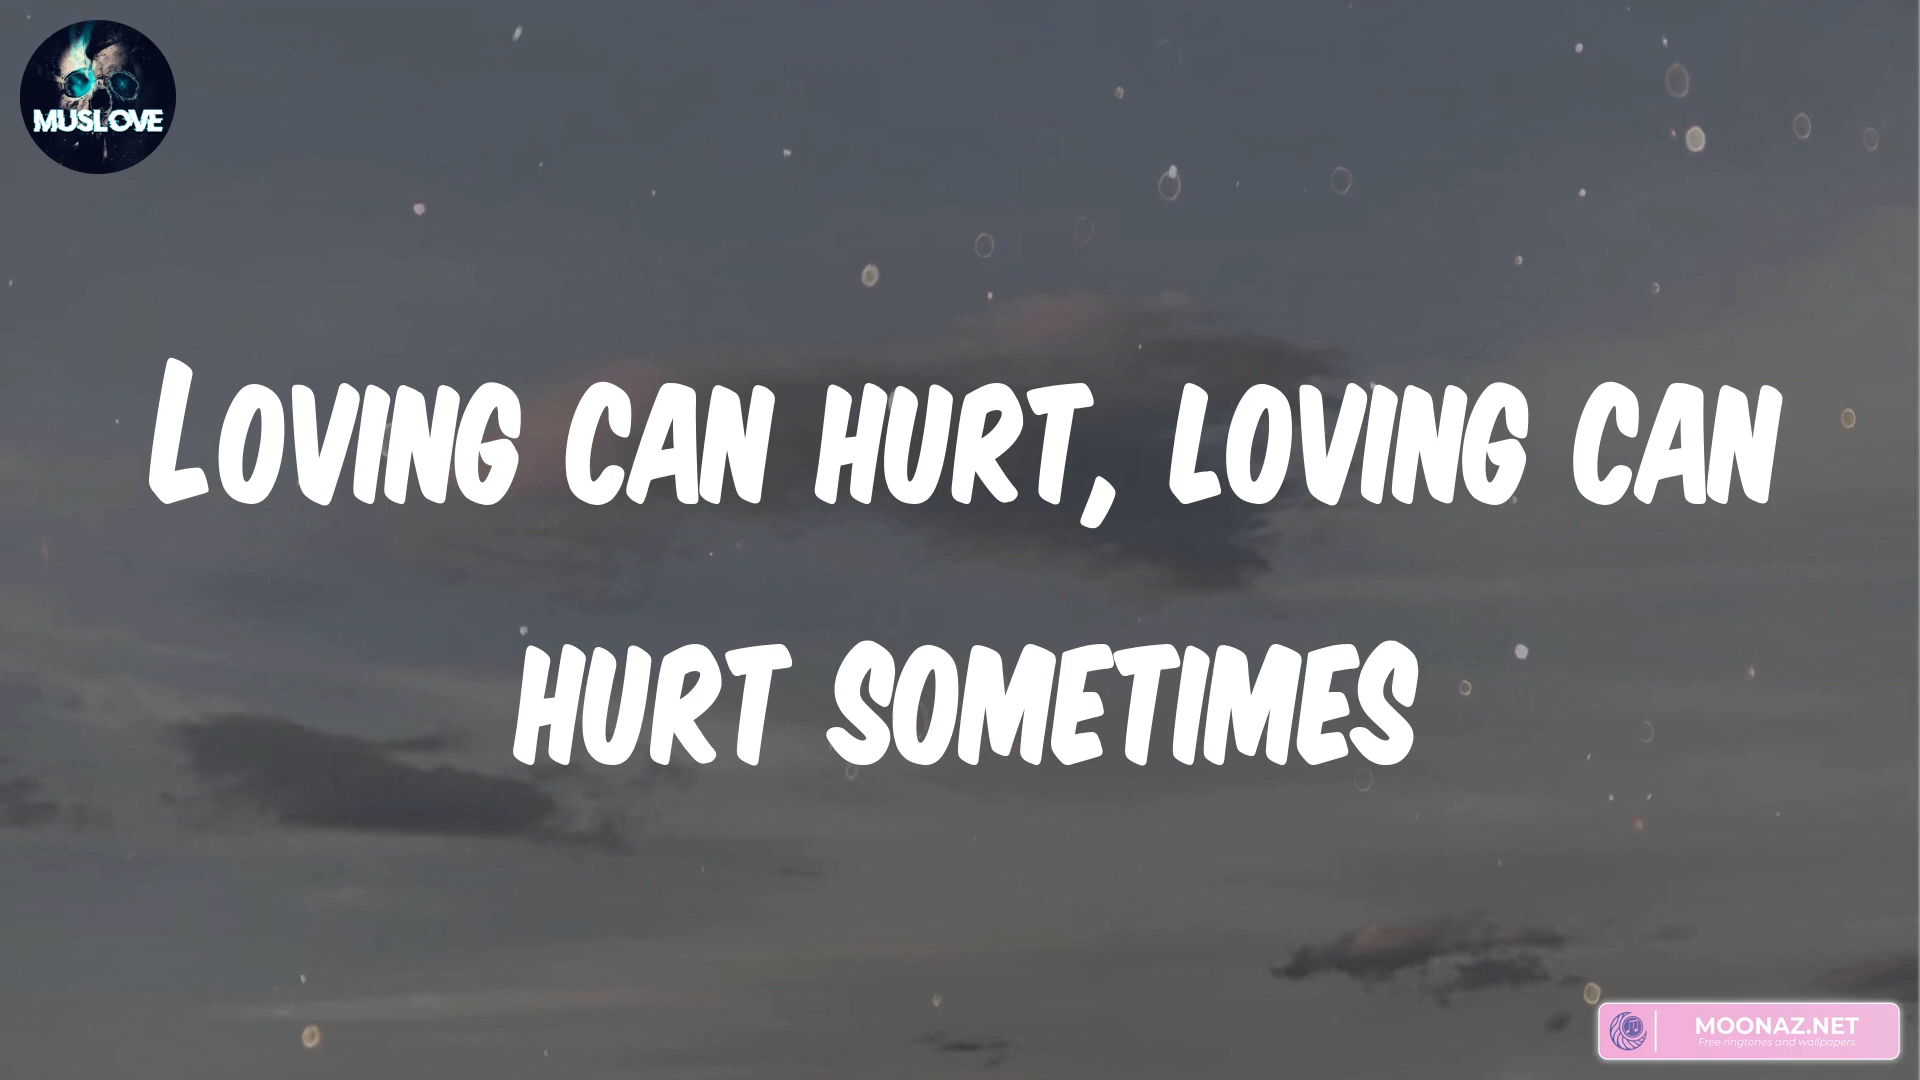 MUSLOVE
Loving can hurt, loving can
hurt sometimes
MOONAZ.NET
Free ringtones and wallpapers